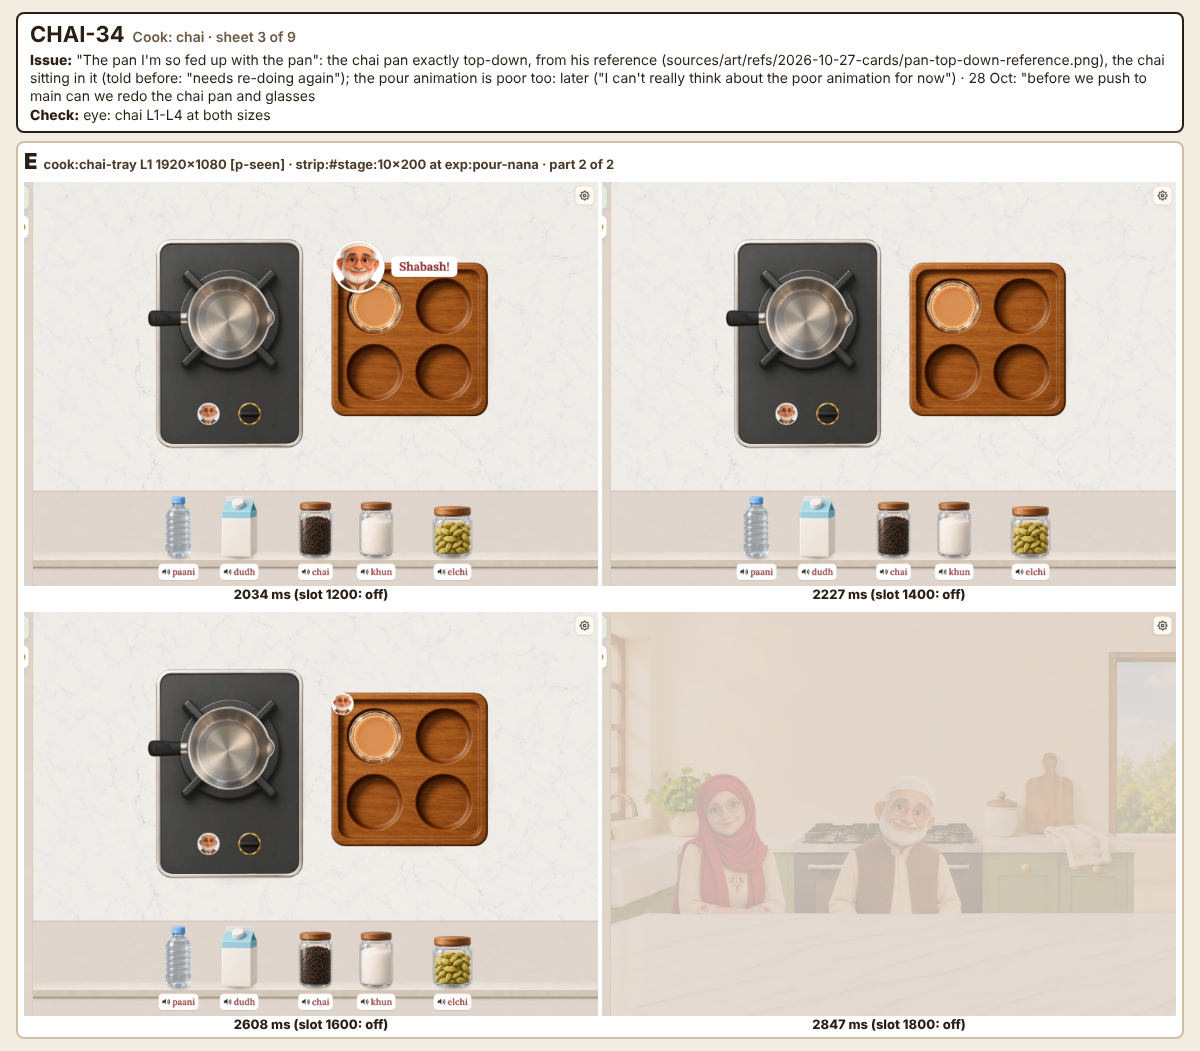 CHAI-34 Cook: chai · sheet 3 of 9
Issue: "The pan I'm so fed up with the pan": the chai pan exactly top-down, from his reference (sources/art/refs/2026-10-27-cards/pan-top-down-reference.png), the chai
sitting in it (told before: "needs re-doing again"); the pour animation is poor too: later ("I can't really think about the poor animation for now") · 28 Oct: "before we push to
main can we redo the chai pan and glasses
Check: eye: chai L1-L4 at both sizes
E cook:chai-tray L1 1920×1080 [p-seen] · strip:#stage:10×200 at exp:pour-nana · part 2 of 2
Shabash!
paani dudh chai khun elchi
paani dudh chai khun elchi
2034 ms (slot 1200: off)
2227 ms (slot 1400: off)
paani dudh chai khun elchi
2608 ms (slot 1600: off)
2847 ms (slot 1800: off)